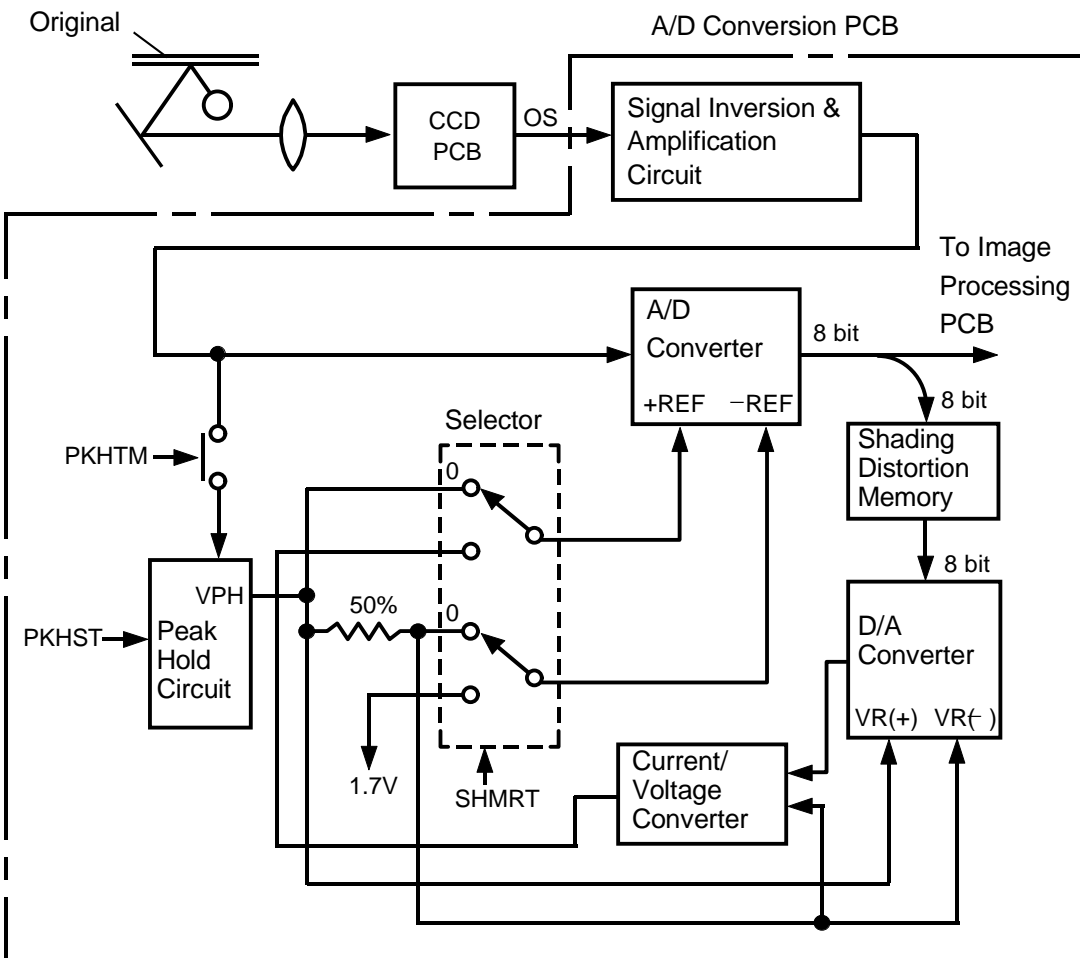 Original
A/D Conversion PCB
CCD
PCB
OS
Signal Inversion &
Amplification
Circuit
To Image
Processing
PCB
A/D
Converter
+REF −REF
8 bit
8 bit
Selector
PKHTM
0
Shading
Distortion
Memory
8 bit
VPH
50%
0
PKHST
Peak
Hold
Circuit
D/A
Converter
VR(+) VR(−)
1.7V
SHMRT
Current/
Voltage
Converter